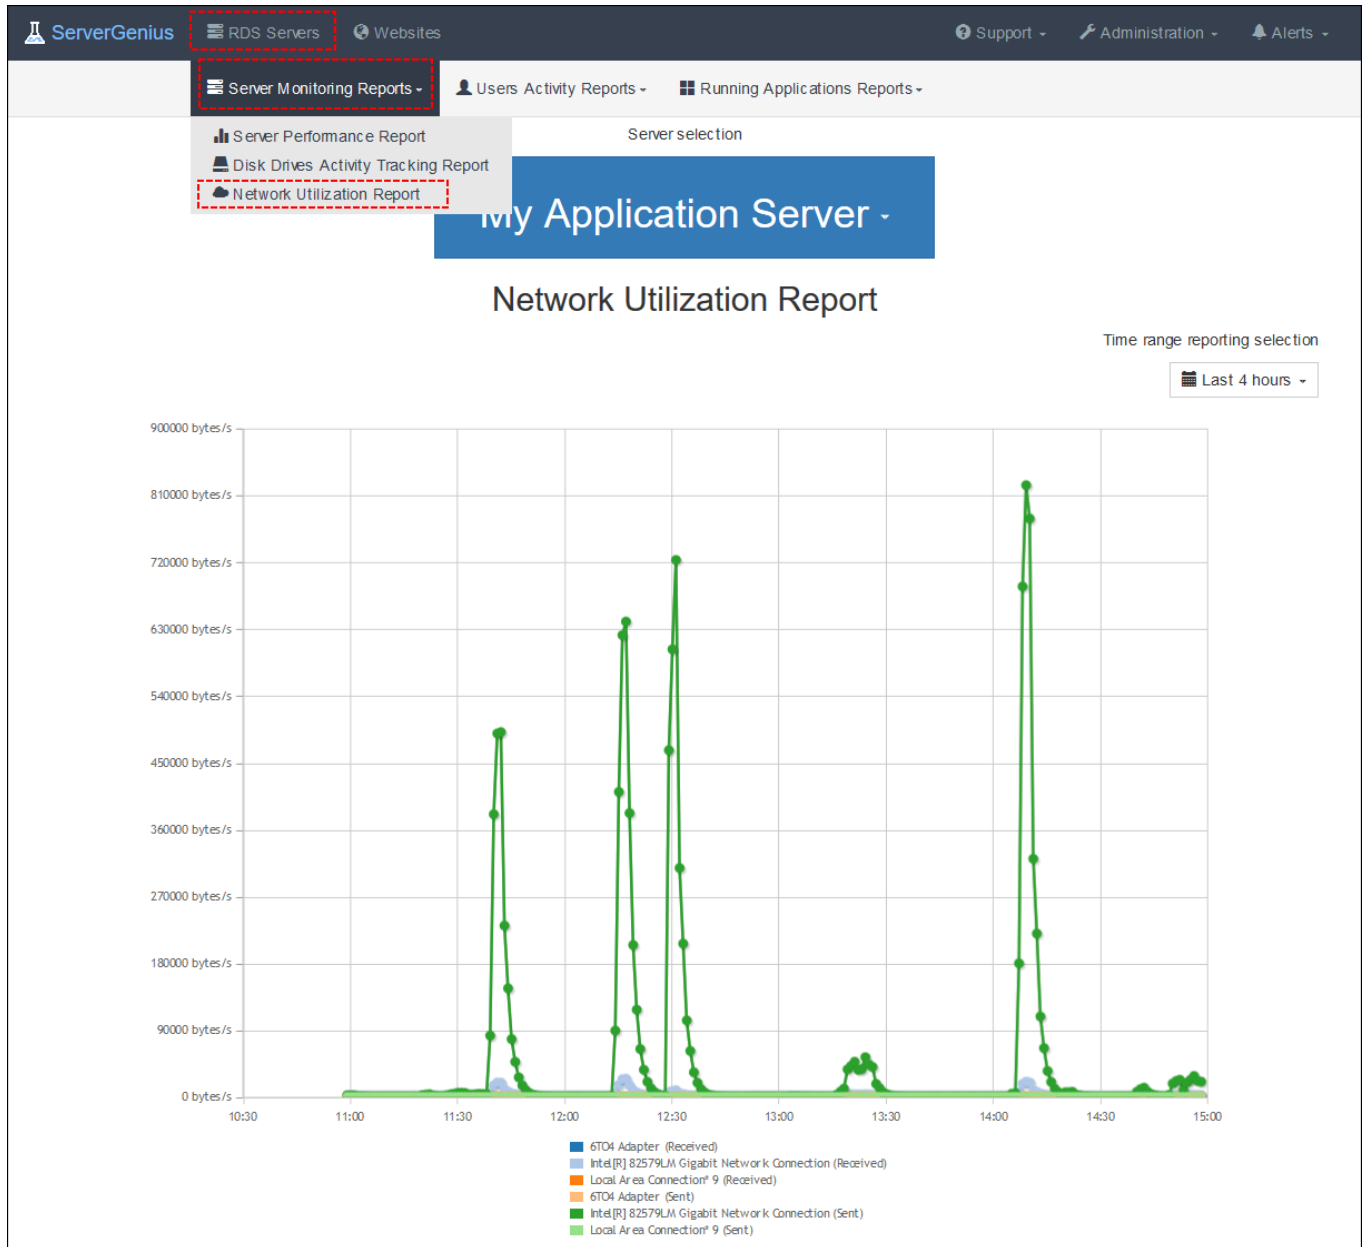 ServerGenius RDS Servers Websites Support Administration Alerts
Server Monitoring Reports Users Activity Reports Running Applications Reports
Server Performance Report
Disk Drives Activity Tracking Report
Network Utilization Report
Server selection
My Application Server
Network Utilization Report
Time range reporting selection
Last 4 hours
900000 bytes/s
810000 bytes/s
720000 bytes/s
630000 bytes/s
540000 bytes/s
450000 bytes/s
360000 bytes/s
270000 bytes/s
180000 bytes/s
90000 bytes/s
0 bytes/s
10:30 11:00 11:30 12:00 12:30 13:00 13:30 14:00 14:30 15:00
6TO4 Adapter (Received)
Intel[R] 82579LM Gigabit Network Connection (Received)
Local Area Connection* 9 (Received)
6TO4 Adapter (Sent)
Intel[R] 82579LM Gigabit Network Connection (Sent)
Local Area Connection* 9 (Sent)